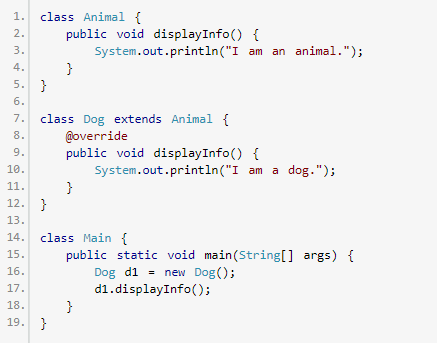 1. class Animal {
2.     public void displayInfo() {
3.         System.out.println("I am an animal.");
4.     }
5. }
6.
7. class Dog extends Animal {
8.     @override
9.     public void displayInfo() {
10.         System.out.println("I am a dog.");
11.     }
12. }
13.
14. class Main {
15.     public static void main(String[] args) {
16.         Dog d1 = new Dog();
17.         d1.displayInfo();
18.     }
19. }